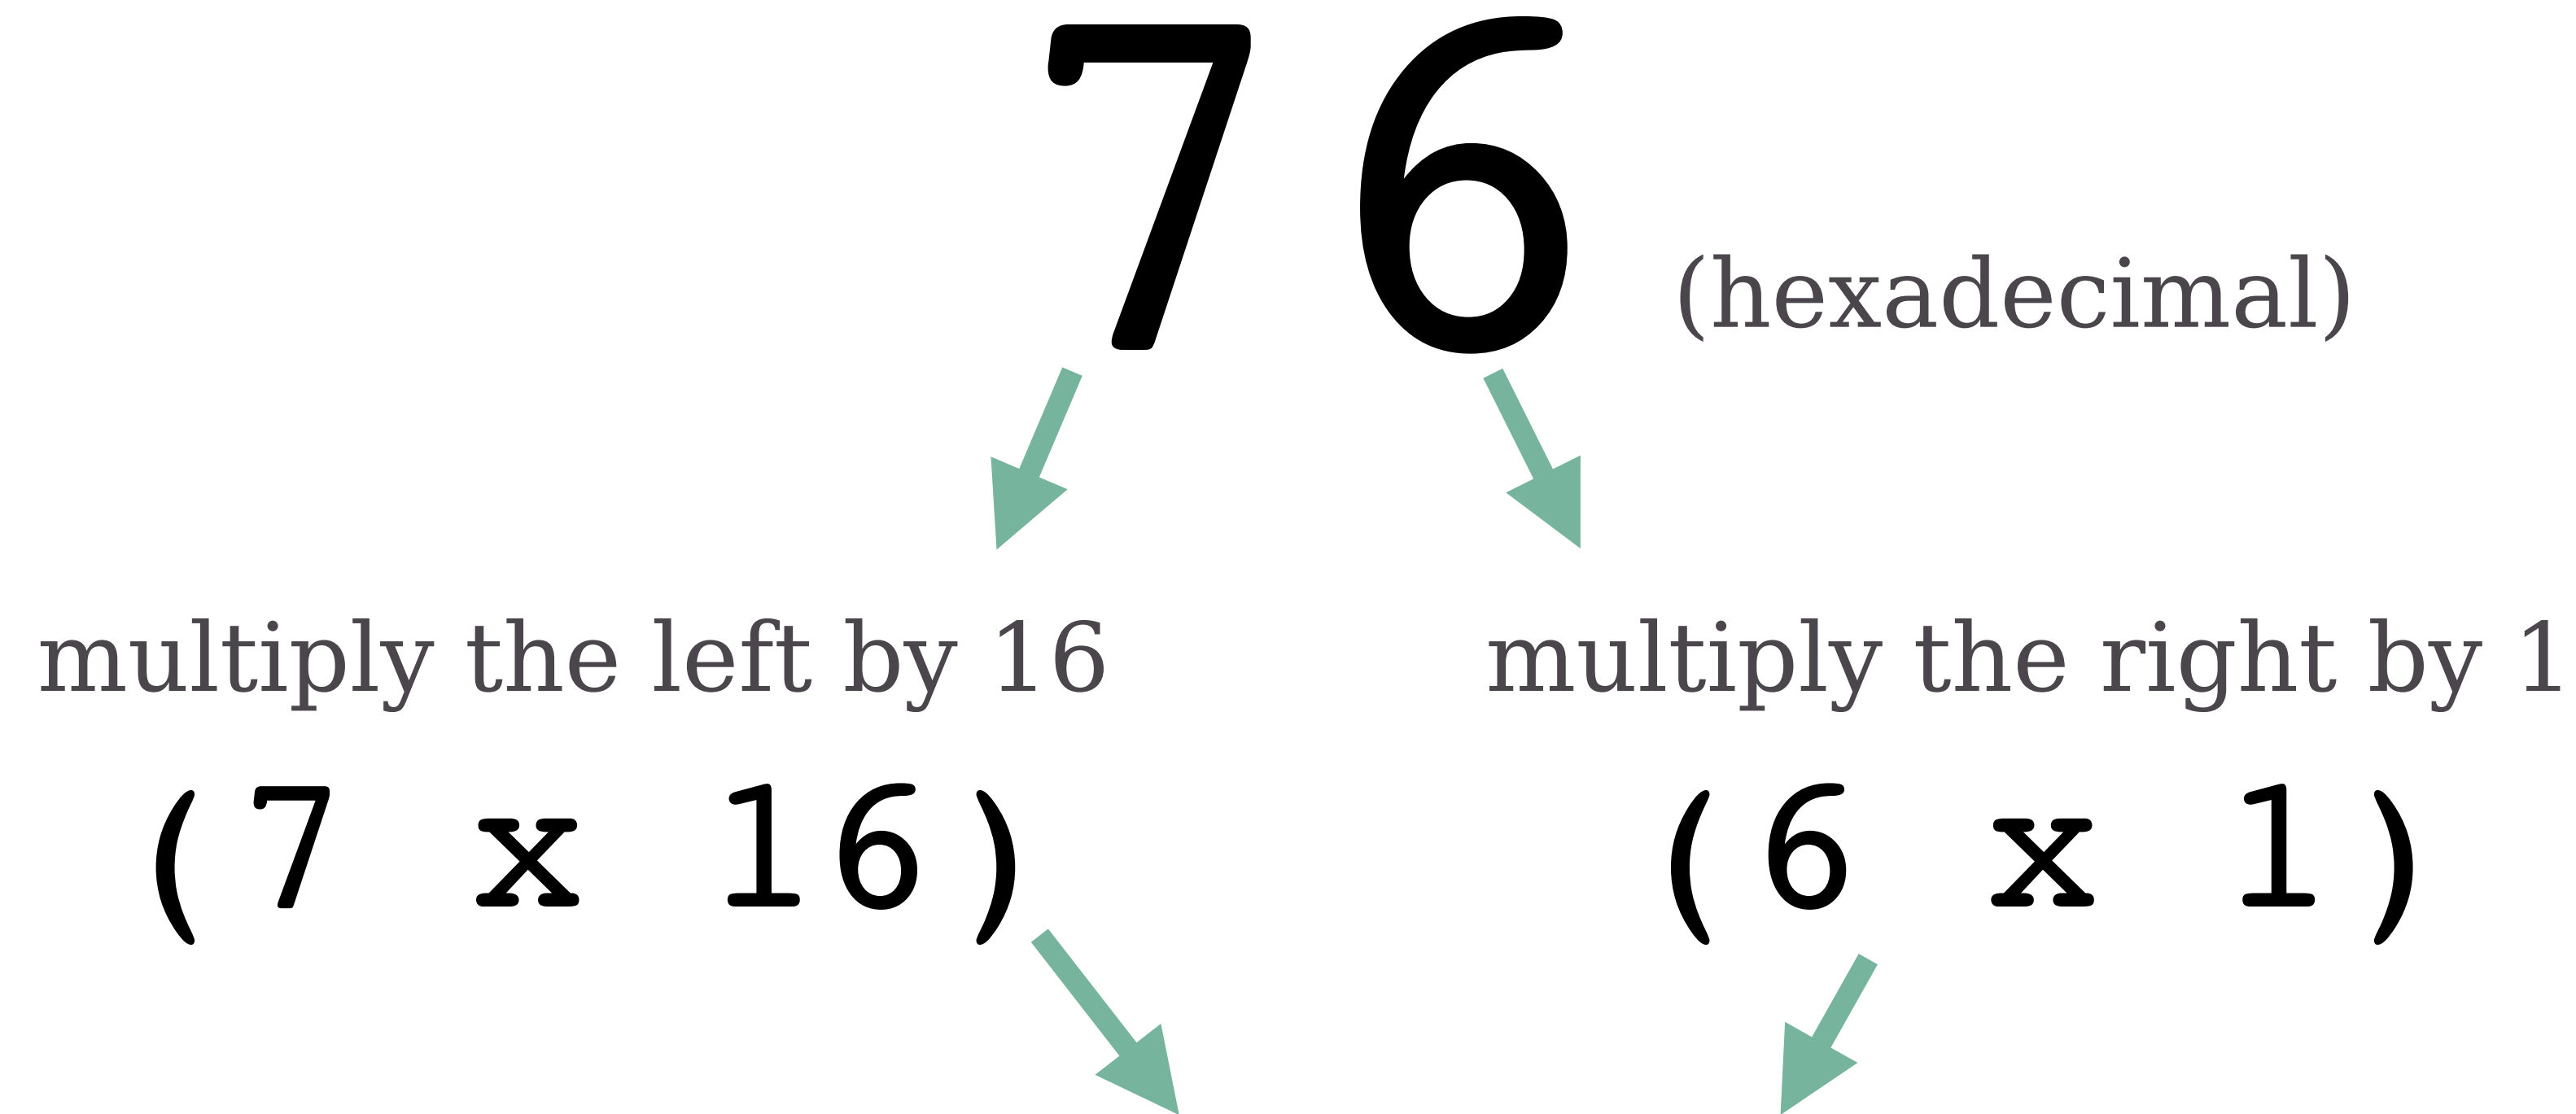 76 (hexadecimal)
multiply the left by 16
multiply the right by 1
(7 x 16)
(6 x 1)